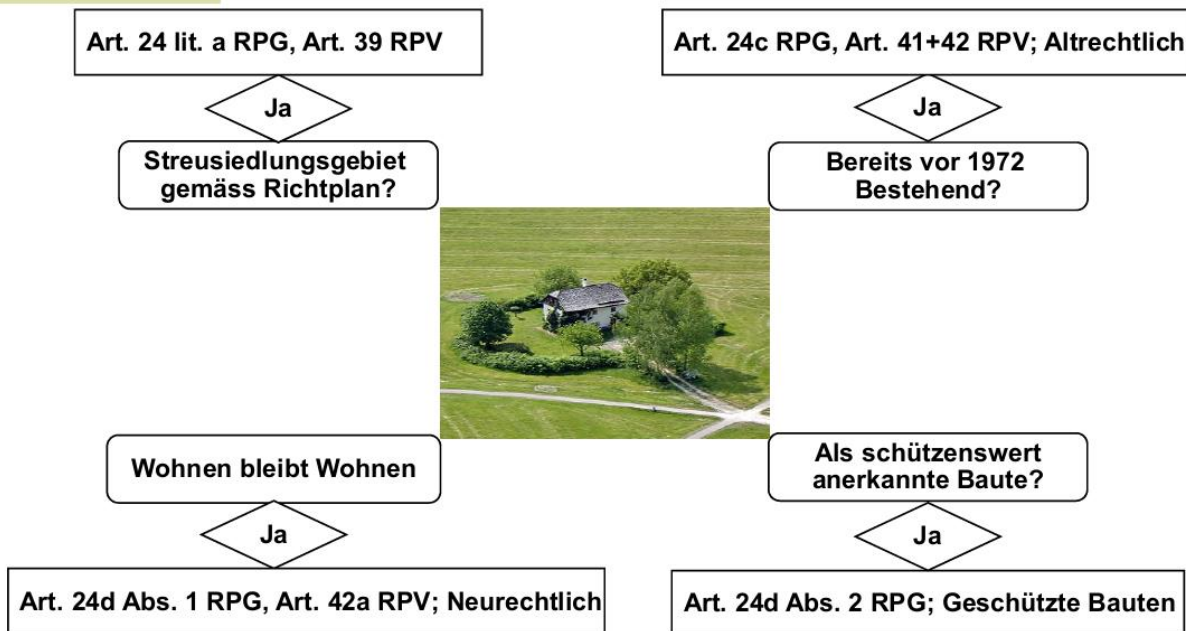 Art. 24 lit. a RPG, Art. 39 RPV
Ja
Streusiedlungsgebiet
gemäss Richtplan?
Art. 24c RPG, Art. 41+42 RPV; Altrechtlich
Ja
Bereits vor 1972
Bestehend?
Wohnen bleibt Wohnen
Ja
Art. 24d Abs. 1 RPG, Art. 42a RPV; Neurechtlich
Als schützenswert
anerkannte Baute?
Ja
Art. 24d Abs. 2 RPG; Geschützte Bauten